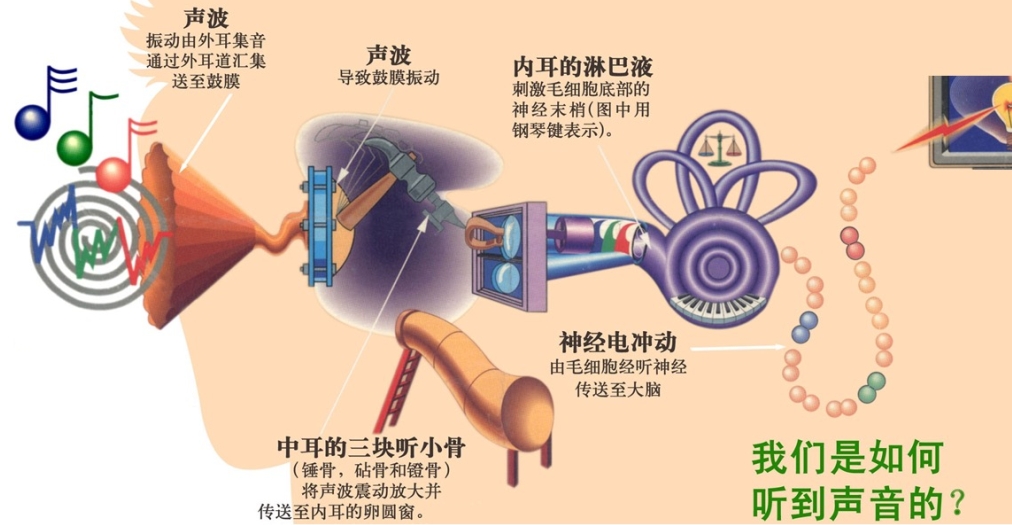 声波
振动由外耳集音
通过外耳道汇集
送至鼓膜
声波
导致鼓膜振动
内耳的淋巴液
刺激毛细胞底部的
神经末梢(图中用
钢琴键表示)。
神经电冲动
由毛细胞经听神经
传送至大脑
中耳的三块听小骨
(锤骨，砧骨和镫骨)
将声波震动放大并
传送至内耳的卵圆窗。
我们是如何
听到声音的?